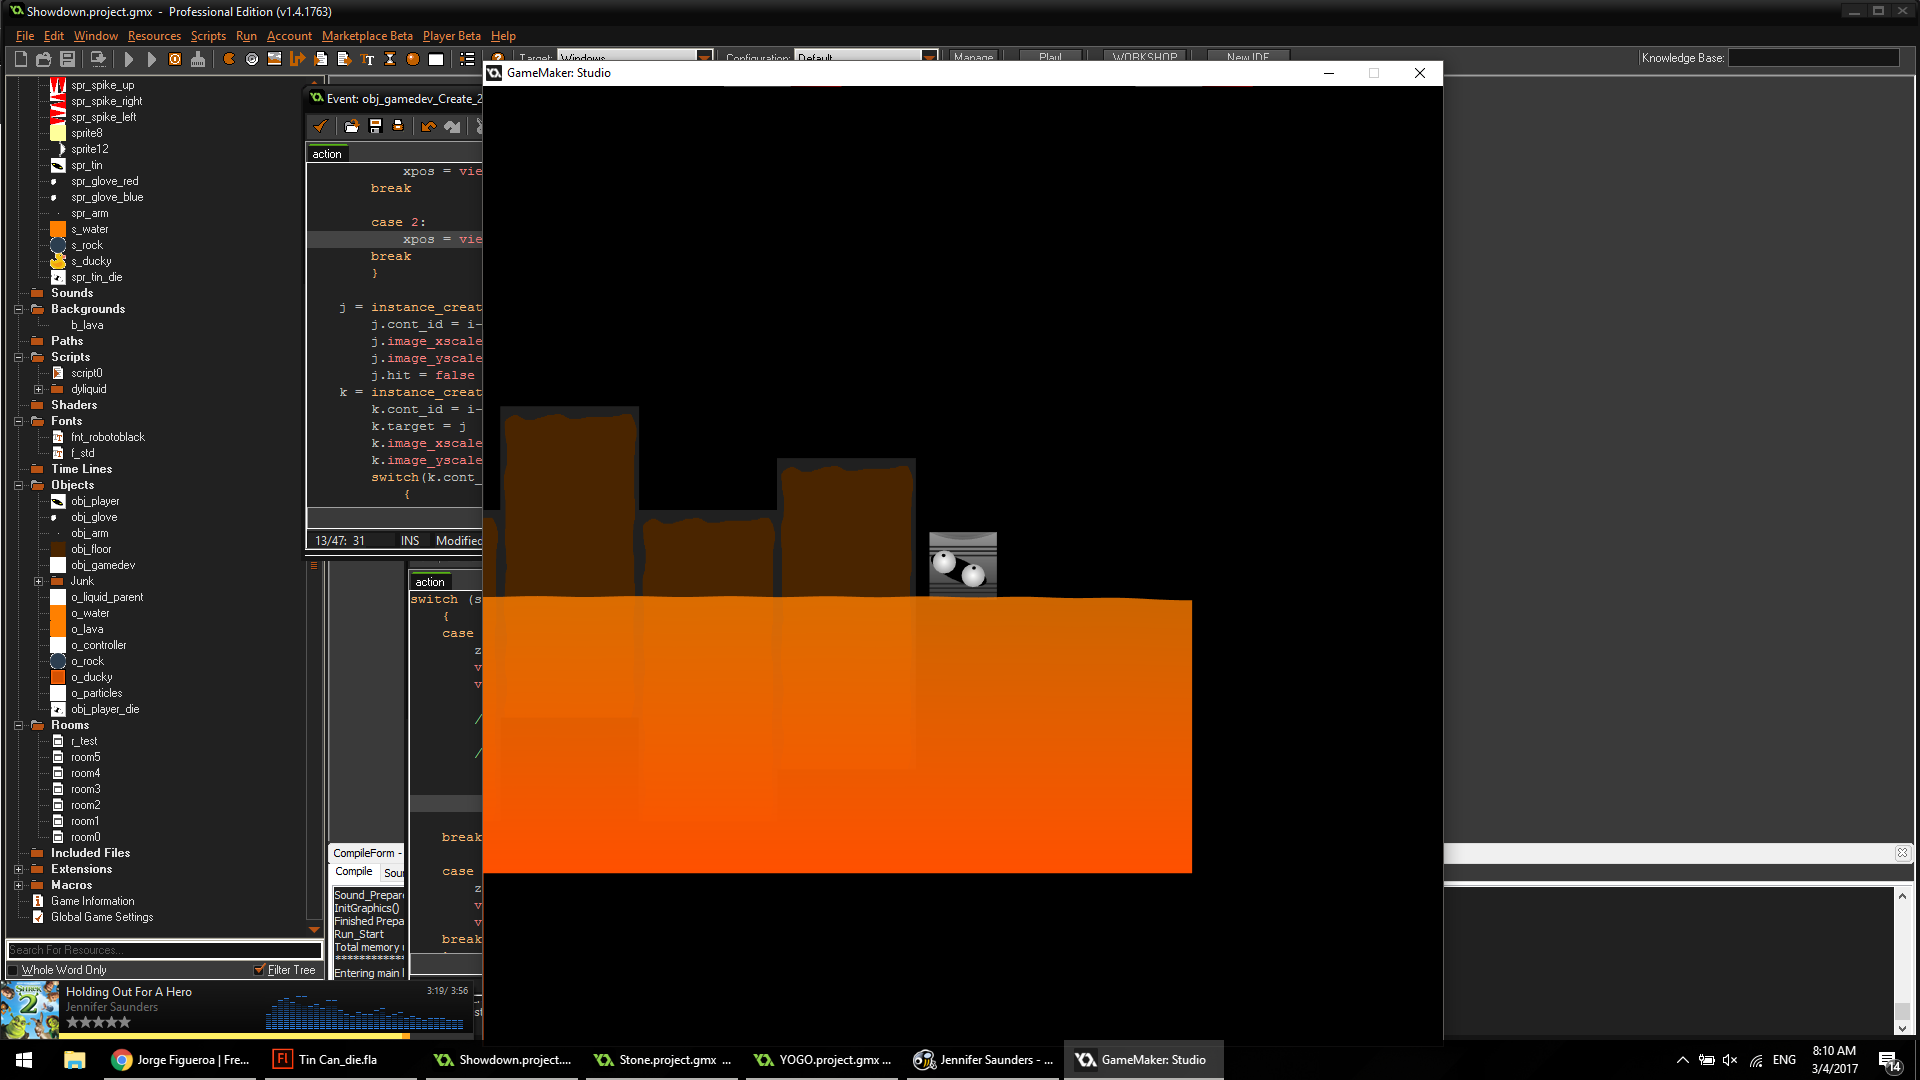 Showdown.project.gmx - Professional Edition (v1.4.1763)
File Edit Window Resources Scripts Run Account Marketplace Beta Player Beta Help
Target: Windows Configuration: Default Manage Play! WORKSHOP New IDE Knowledge Base:
spr_spike_up
spr_spike_right
spr_spike_left
sprite8
sprite12
spr_tin
spr_glove_red
spr_glove_blue
spr_arm
s_water
s_rock
s_ducky
spr_tin_die
Sounds
Backgrounds
b_lava
Paths
Scripts
script0
dyliquid
Shaders
Fonts
fnt_robotoblack
f_std
Time Lines
Objects
obj_player
obj_glove
obj_arm
obj_floor
obj_gamedev
Junk
o_liquid_parent
o_water
o_lava
o_controller
o_rock
o_ducky
o_particles
obj_player_die
Rooms
r_test
room5
room4
room3
room2
room1
room0
Included Files
Extensions
Macros
Game Information
Global Game Settings
Search For Resources...
Whole Word Only Filter Tree
Event: obj_gamedev_Create_2
action
xpos = vie
break
case 2:
xpos = vie
break
}
j = instance_creat
j.cont_id = i-
j.image_xscale
j.image_yscale
j.hit = false
k = instance_creat
k.cont_id = i-
k.target = j
k.image_xscale
k.image_yscale
switch(k.cont_
{
13/47: 31 INS Modified
action
switch (s
{
case
z
v
v
/
/
break
case
z
v
v
break
CompileForm -
Compile Soun
Sound_Prepare
InitGraphics()
Finished Prepa
Run_Start
Total memory u
************
Entering main l
GameMaker: Studio
SHREK 2
Holding Out For A Hero
3:19/ 3:56
Jennifer Saunders
Jorge Figueroa | Fre...
Fl Tin Can_die.fla
Showdown.project....
Stone.project.gmx ...
YOGO.project.gmx ...
Jennifer Saunders - ...
GameMaker: Studio
ENG
8:10 AM
3/4/2017
14